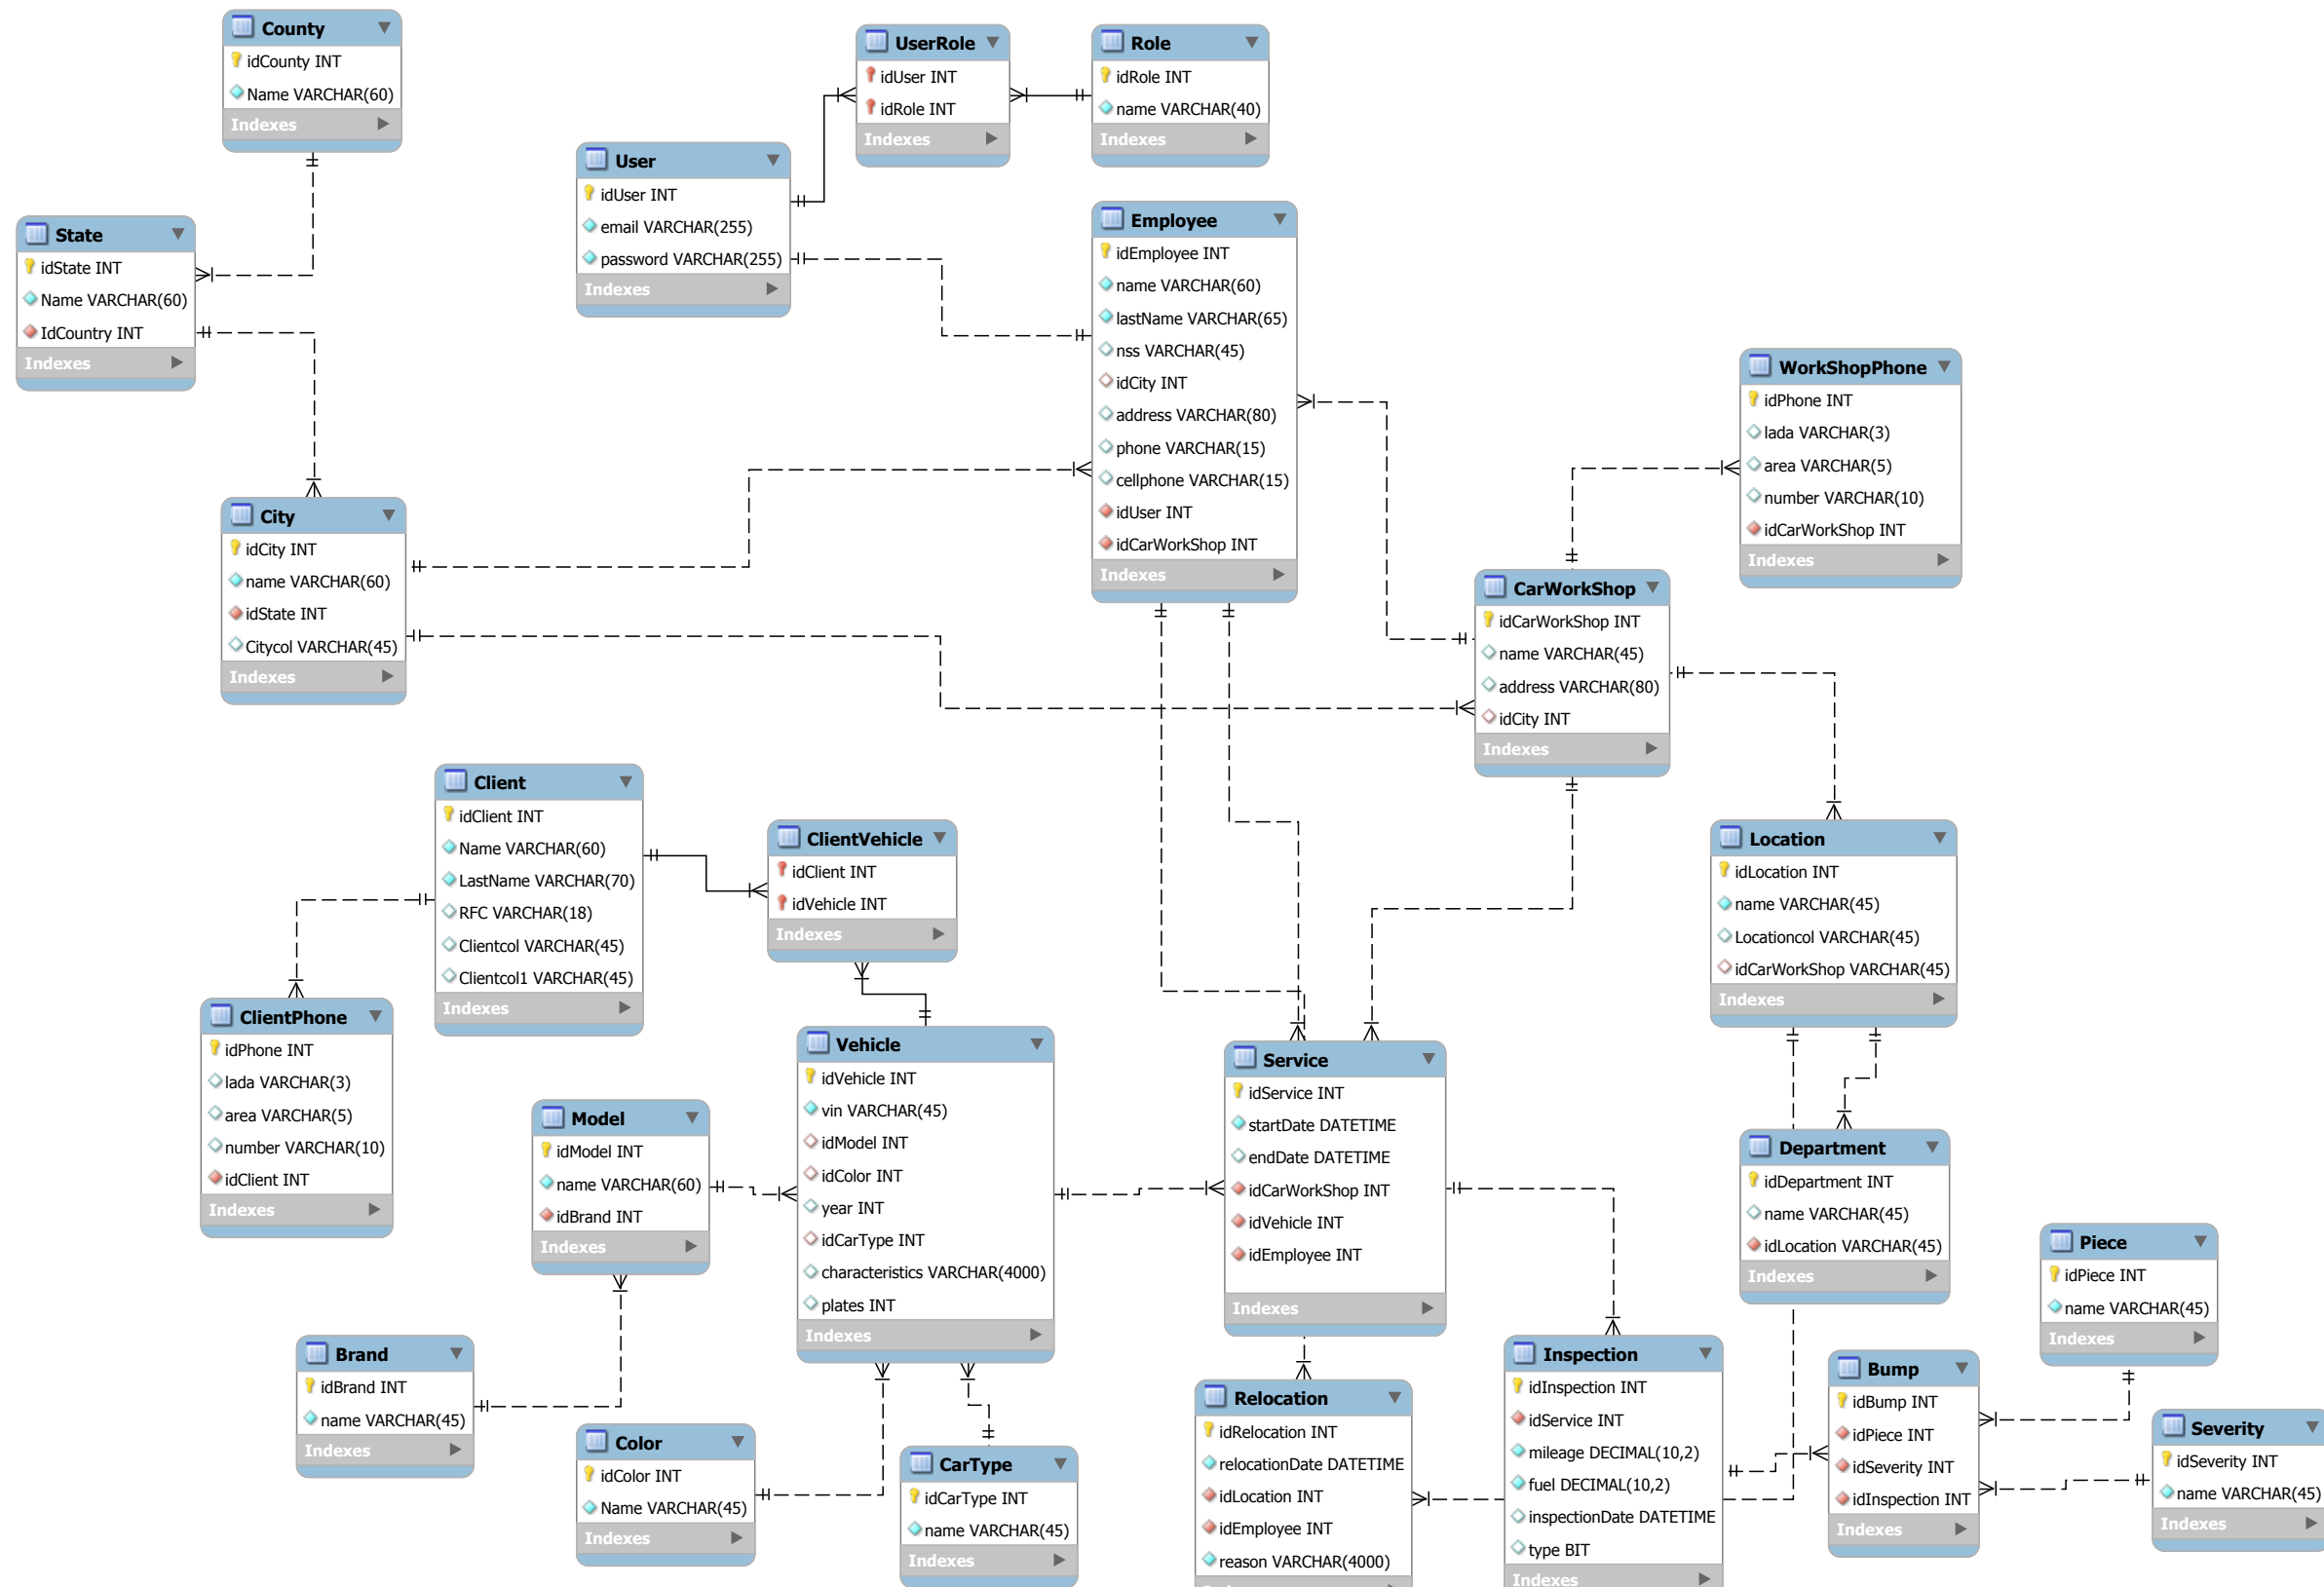 County
idCounty INT
Name VARCHAR(60)
Indexes
UserRole
idUser INT
idRole INT
Indexes
Role
idRole INT
name VARCHAR(40)
Indexes
User
idUser INT
email VARCHAR(255)
password VARCHAR(255)
Indexes
State
idState INT
Name VARCHAR(60)
IdCountry INT
Indexes
Employee
idEmployee INT
name VARCHAR(60)
lastName VARCHAR(65)
nss VARCHAR(45)
idCity INT
address VARCHAR(80)
phone VARCHAR(15)
cellphone VARCHAR(15)
idUser INT
idCarWorkShop INT
Indexes
WorkShopPhone
idPhone INT
lada VARCHAR(3)
area VARCHAR(5)
number VARCHAR(10)
idCarWorkShop INT
Indexes
City
idCity INT
name VARCHAR(60)
idState INT
Citycol VARCHAR(45)
Indexes
CarWorkShop
idCarWorkShop INT
name VARCHAR(45)
address VARCHAR(80)
idCity INT
Indexes
Client
idClient INT
Name VARCHAR(60)
LastName VARCHAR(70)
RFC VARCHAR(18)
Clientcol VARCHAR(45)
Clientcol1 VARCHAR(45)
Indexes
ClientVehicle
idClient INT
idVehicle INT
Indexes
Location
idLocation INT
name VARCHAR(45)
Locationcol VARCHAR(45)
idCarWorkShop VARCHAR(45)
Indexes
ClientPhone
idPhone INT
lada VARCHAR(3)
area VARCHAR(5)
number VARCHAR(10)
idClient INT
Indexes
Vehicle
idVehicle INT
vin VARCHAR(45)
idModel INT
idColor INT
year INT
idCarType INT
characteristics VARCHAR(4000)
plates INT
Indexes
Service
idService INT
startDate DATETIME
endDate DATETIME
idCarWorkShop INT
idVehicle INT
idEmployee INT
Indexes
Model
idModel INT
name VARCHAR(60)
idBrand INT
Indexes
Department
idDepartment INT
name VARCHAR(45)
idLocation VARCHAR(45)
Indexes
Piece
idPiece INT
name VARCHAR(45)
Indexes
Brand
idBrand INT
name VARCHAR(45)
Indexes
Inspection
idInspection INT
idService INT
mileage DECIMAL(10,2)
fuel DECIMAL(10,2)
inspectionDate DATETIME
type BIT
Indexes
Bump
idBump INT
idPiece INT
idSeverity INT
idInspection INT
Indexes
Relocation
idRelocation INT
relocationDate DATETIME
idLocation INT
idEmployee INT
reason VARCHAR(4000)
Severity
idSeverity INT
name VARCHAR(45)
Indexes
Color
idColor INT
Name VARCHAR(45)
Indexes
CarType
idCarType INT
name VARCHAR(45)
Indexes